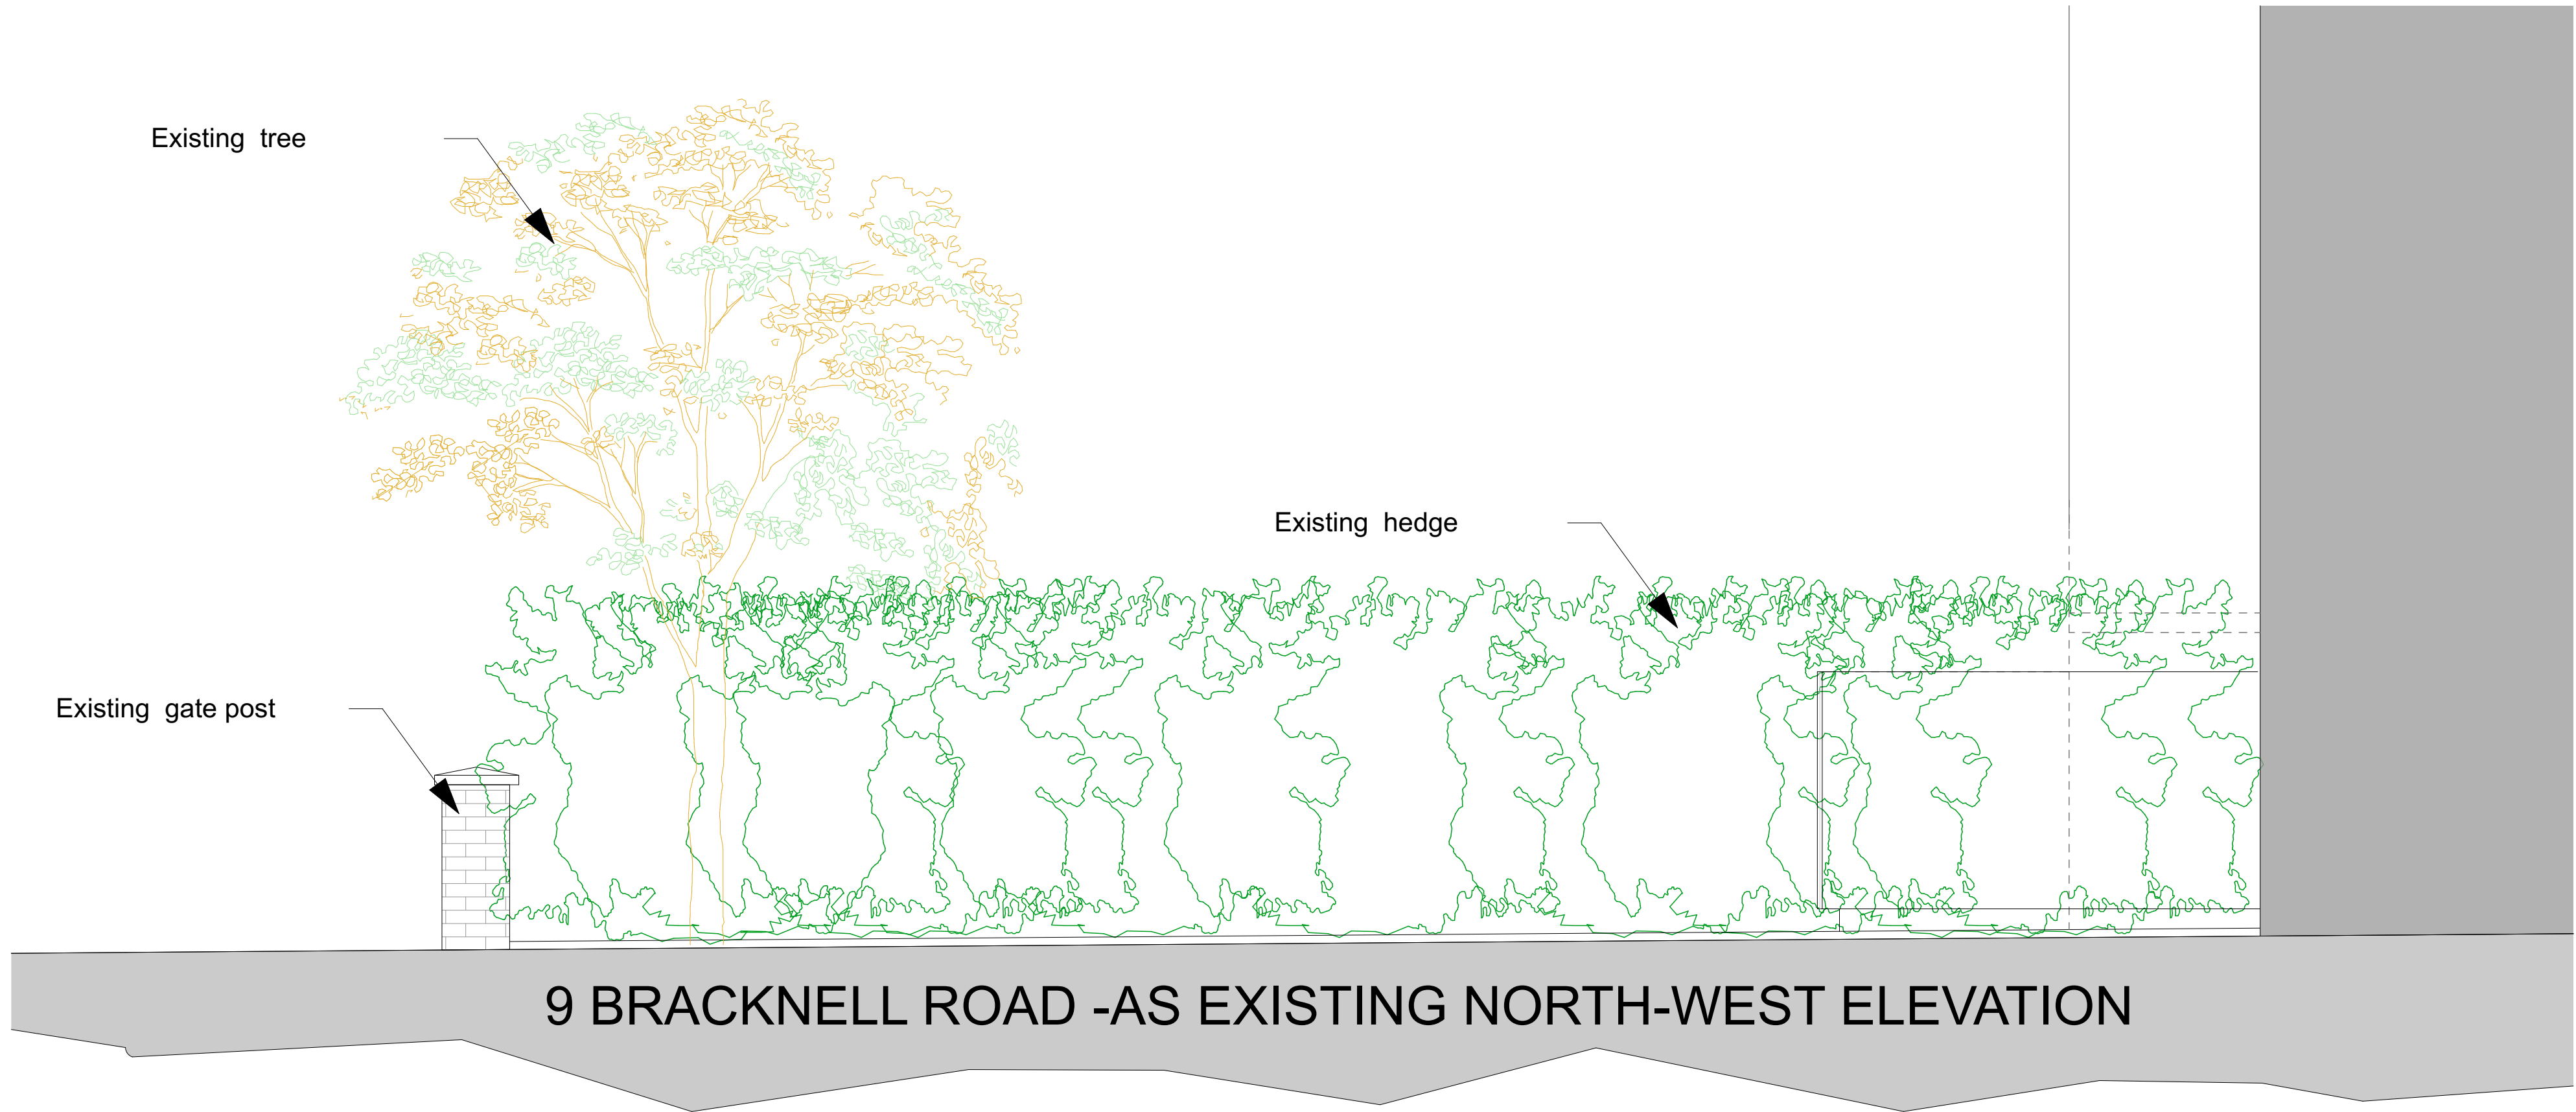 Existing tree
Existing hedge
Existing gate post
9 BRACKNELL ROAD -AS EXISTING NORTH-WEST ELEVATION